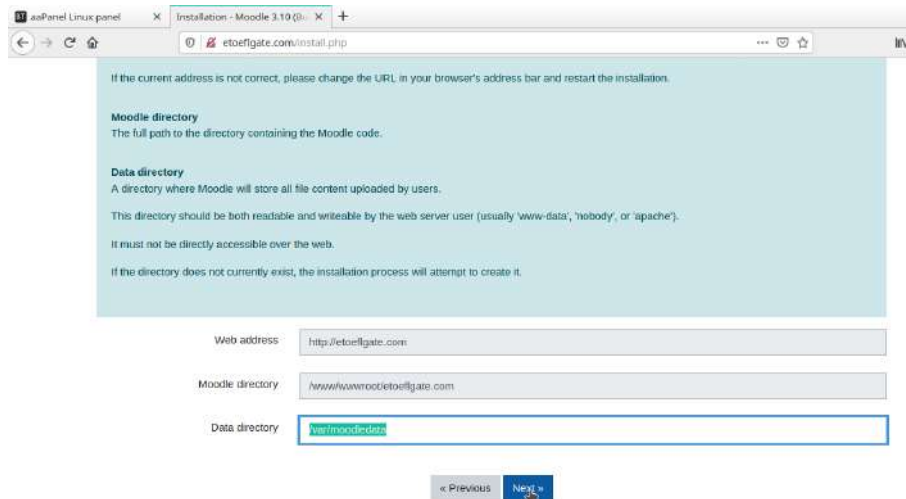 aaPanel Linux panel
Installation - Moodle 3.10 (Bu
etoeflgate.com/install.php
If the current address is not correct, please change the URL in your browser's address bar and restart the installation.
Moodle directory
The full path to the directory containing the Moodle code.
Data directory
A directory where Moodle will store all file content uploaded by users.
This directory should be both readable and writeable by the web server user (usually 'www-data', 'nobody', or 'apache').
It must not be directly accessible over the web.
If the directory does not currently exist, the installation process will attempt to create it.
Web address
http://etoeflgate.com
Moodle directory
/www/wwwroot/etoeflgate.com
Data directory
/var/moodledata
« Previous
Next »